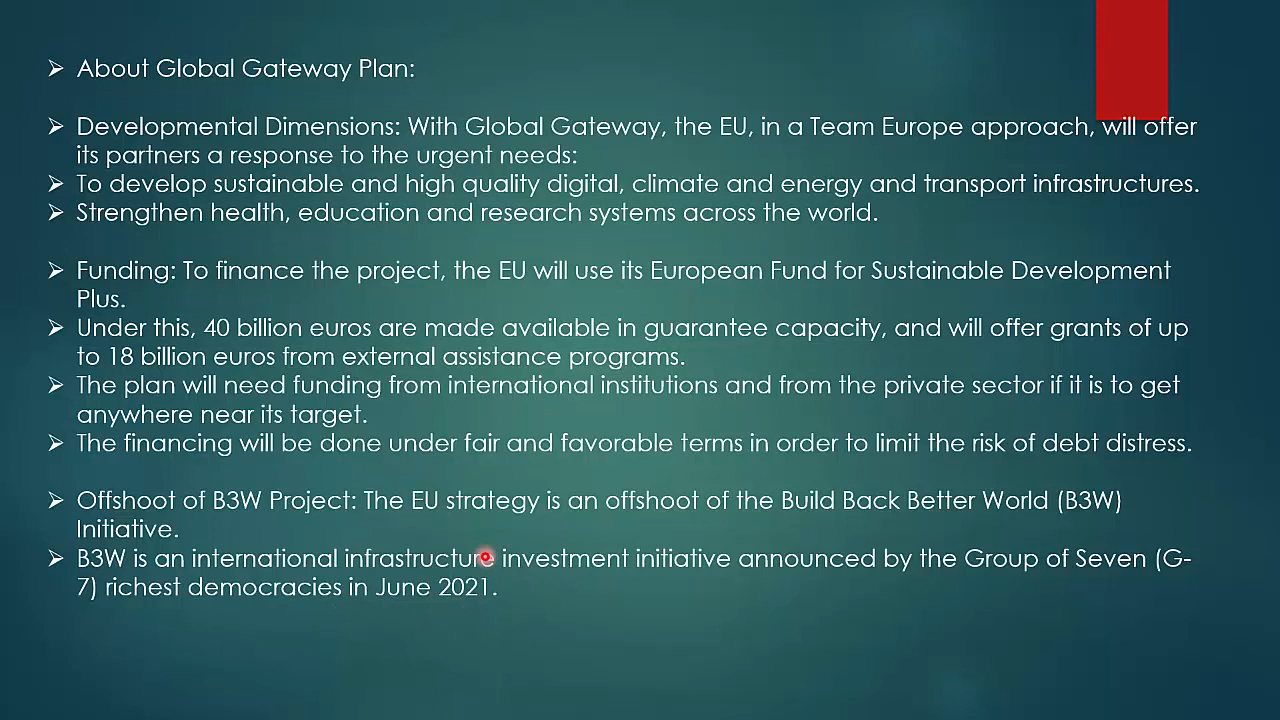 About Global Gateway Plan:
Developmental Dimensions: With Global Gateway, the EU, in a Team Europe approach, will offer
its partners a response to the urgent needs:
To develop sustainable and high quality digital, climate and energy and transport infrastructures.
Strengthen health, education and research systems across the world.
Funding: To finance the project, the EU will use its European Fund for Sustainable Development
Plus.
Under this, 40 billion euros are made available in guarantee capacity, and will offer grants of up
to 18 billion euros from external assistance programs.
The plan will need funding from international institutions and from the private sector if it is to get
anywhere near its target.
The financing will be done under fair and favorable terms in order to limit the risk of debt distress.
Offshoot of B3W Project: The EU strategy is an offshoot of the Build Back Better World (B3W)
Initiative.
B3W is an international infrastructure investment initiative announced by the Group of Seven (G-
7) richest democracies in June 2021.